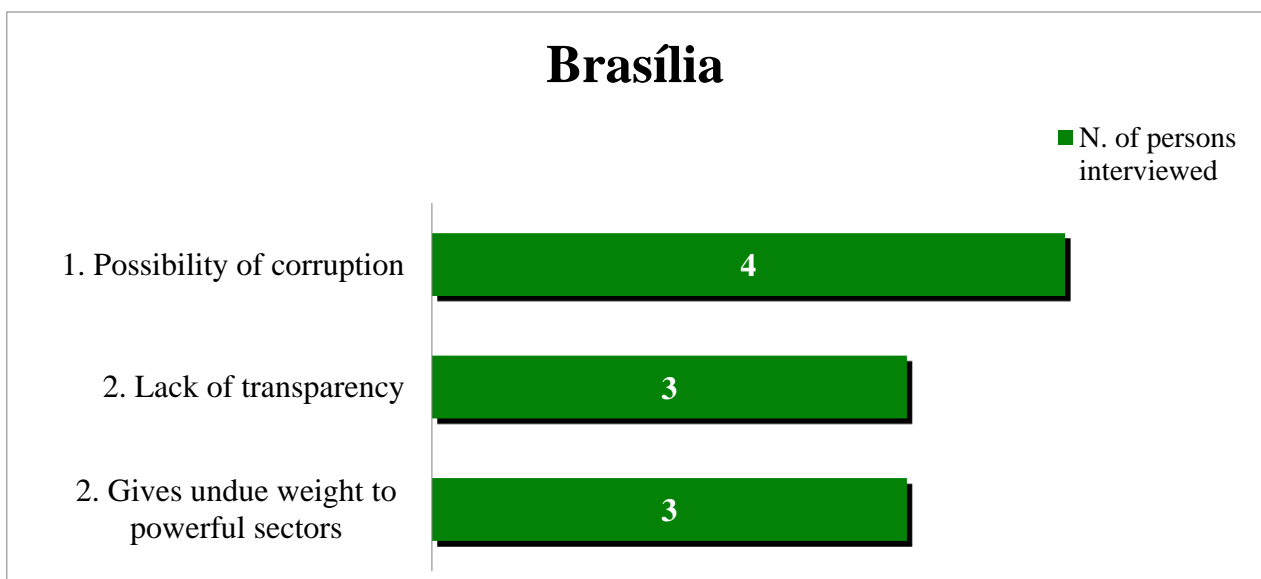 Brasília
N. of persons
interviewed
1. Possibility of corruption
4
2. Lack of transparency
3
2. Gives undue weight to
powerful sectors
3